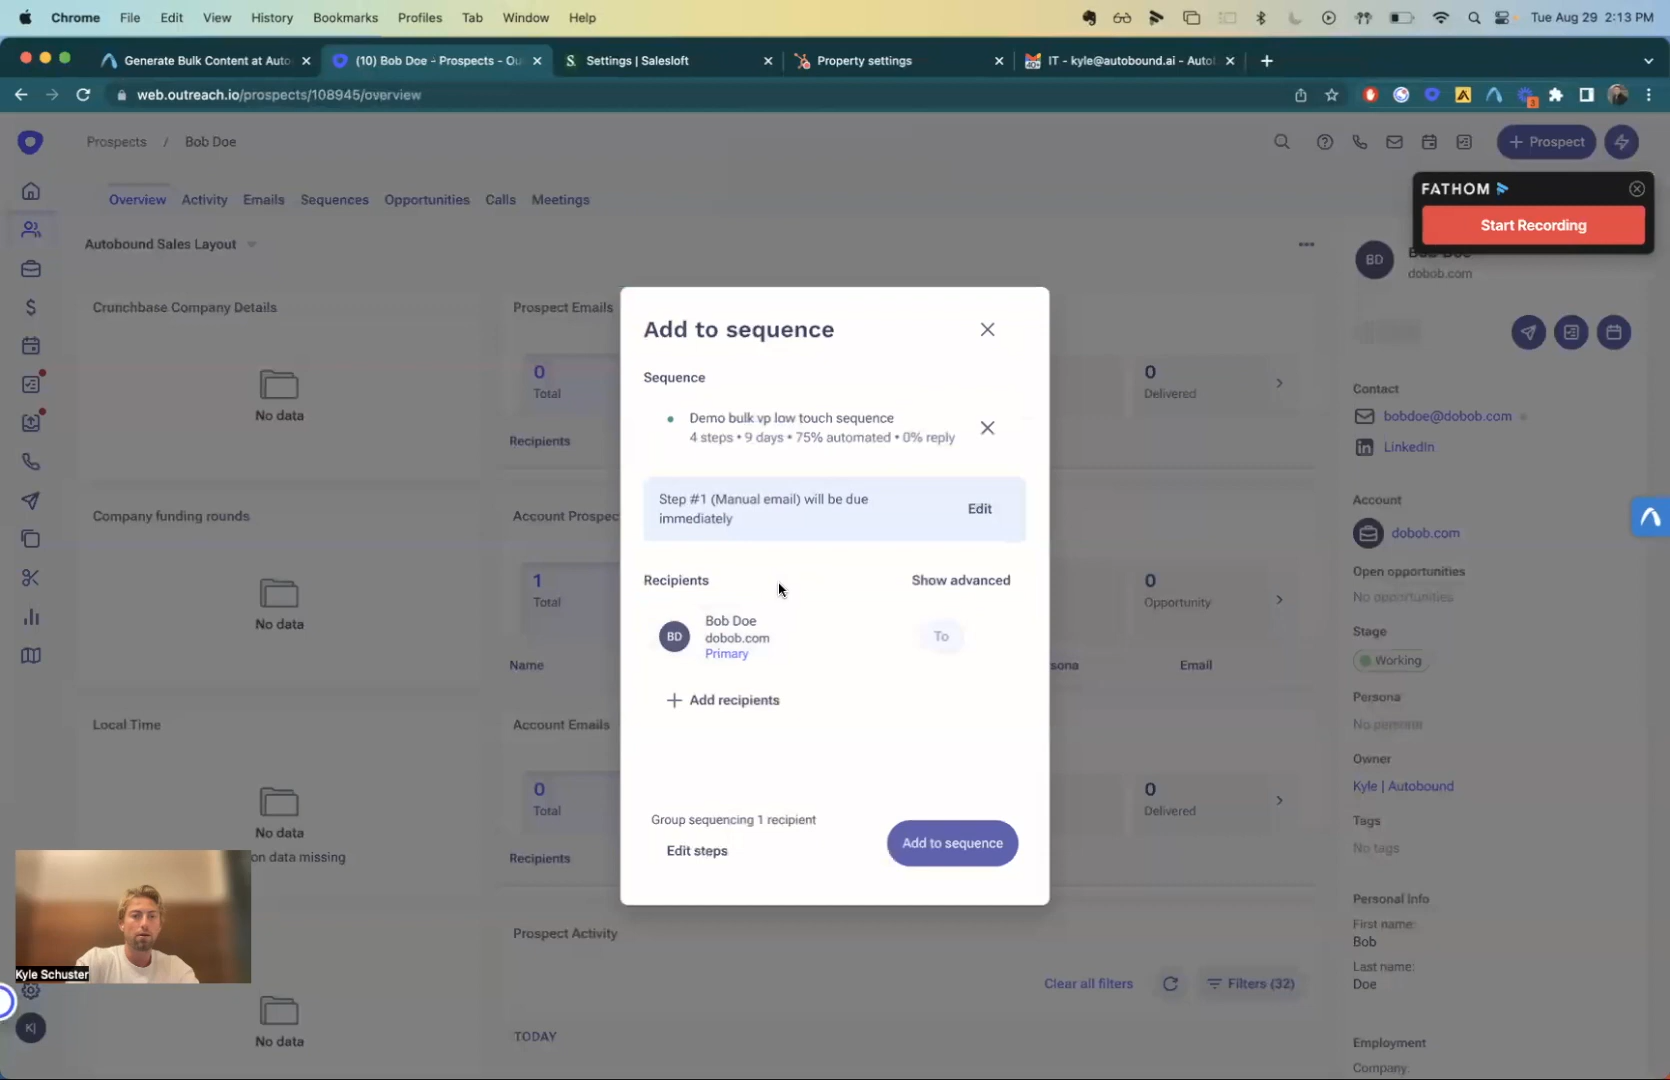 Chrome File Edit View History Bookmarks Profiles Tab Window Help Tue Aug 29 2:13 PM
Generate Bulk Content at Auto
(10) Bob Doe - Prospects - Ou
Settings | Salesloft
Property settings
IT - kyle@autobound.ai - Autol
web.outreach.io/prospects/108945/overview
Prospects / Bob Doe
+ Prospect
Overview Activity Emails Sequences Opportunities Calls Meetings
FATHOM
Start Recording
Autobound Sales Layout
BD
dobob.com
Crunchbase Company Details
No data
Company funding rounds
No data
Local Time
No data
on data missing
No data
Prospect Emails
0
Total
0
Delivered
Recipients
Account Prospec
1
Total
0
Opportunity
Name
sona
Email
Account Emails
0
Total
0
Delivered
Recipients
Prospect Activity
Clear all filters
Filters (32)
TODAY
Add to sequence
Sequence
Demo bulk vp low touch sequence
4 steps • 9 days • 75% automated • 0% reply
Step #1 (Manual email) will be due
immediately
Edit
Recipients
Show advanced
BD
Bob Doe
dobob.com
Primary
To
+ Add recipients
Group sequencing 1 recipient
Edit steps
Add to sequence
Contact
bobdoe@dobob.com
LinkedIn
Account
dobob.com
Open opportunities
No opportunities
Stage
Working
Persona
No persona
Owner
Kyle | Autobound
Tags
No tags
Personal Info
First name:
Bob
Last name:
Doe
Employment
Company:
Kyle Schuster
K|